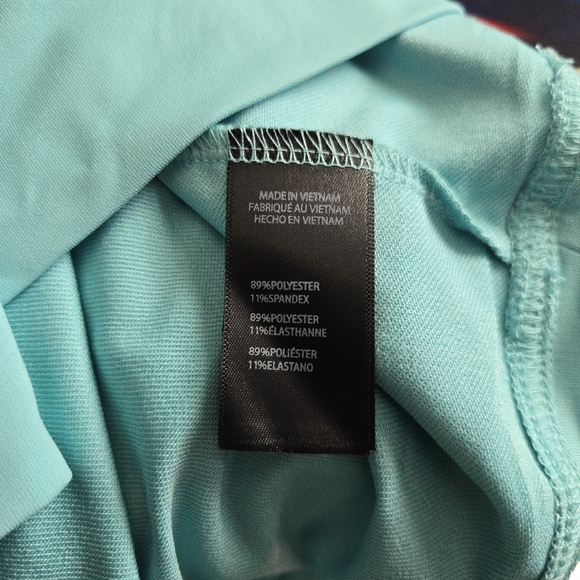 MADE IN VIETNAM
FABRIQUÉ AU VIETNAM
HECHO EN VIETNAM
89%POLYESTER
11%SPANDEX
89%POLYESTER
11%ÉLASTHANNE
89%POLIÉSTER
11%ELASTANO